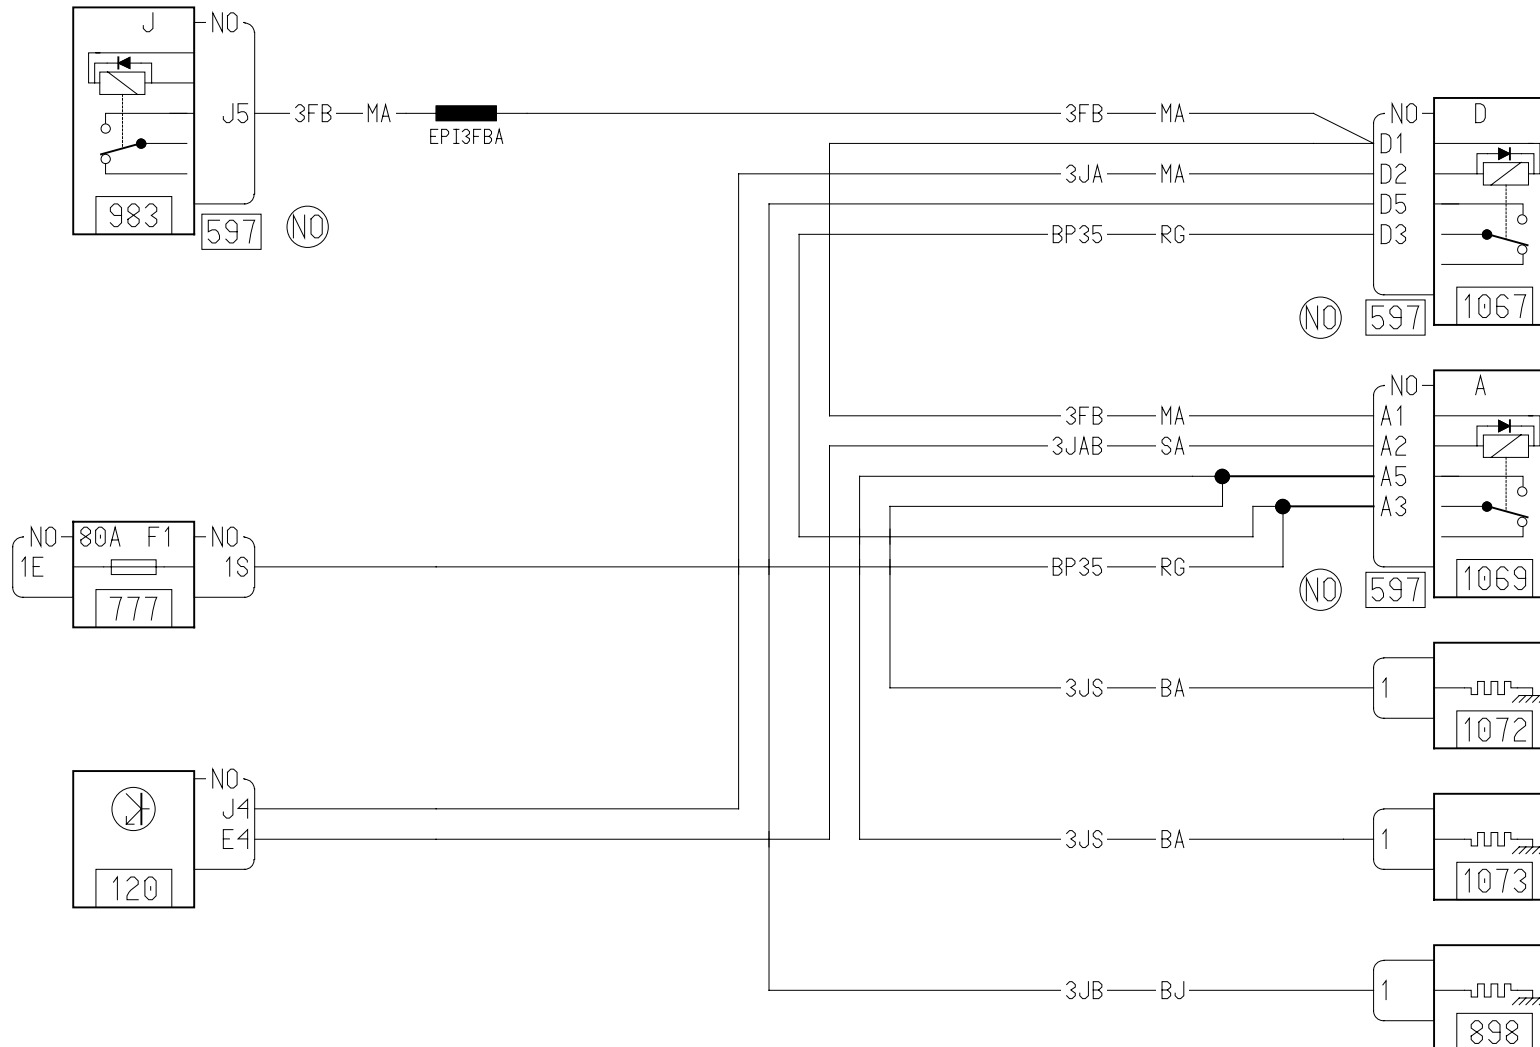 J NO
J5 3FB MA 3FB MA
EPI3FBA
983
597 NO
NO D
D1
3JA MA D2
D5
BP35 RG D3
1067
NO 597
NO A
3FB MA A1
3JAB SA A2
A5
A3
NO 80A F1 NO
1E 1S BP35 RG
777
1069
NO 597
3JS BA 1
1072
NO
J4
E4 3JS BA 1
120
1073
3JB BJ 1
898